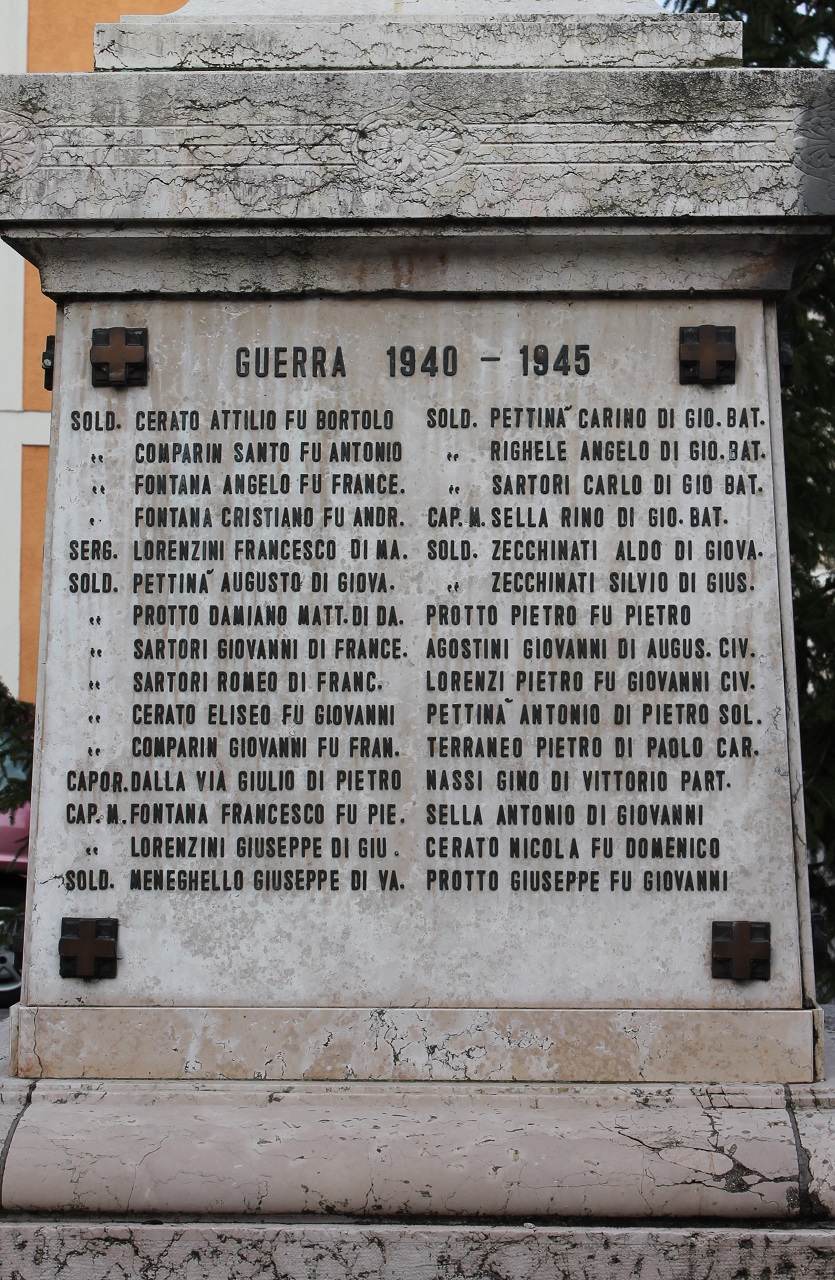 GUERRA 1940 – 1945
SOLD. CERATO ATTILIO FU BORTOLO
„ COMPARIN SANTO FU ANTONIO
„ FONTANA ANGELO FU FRANCE.
„ FONTANA CRISTIANO FU ANDR.
SERG. LORENZINI FRANCESCO DI MA.
SOLD. PETTINA´ AUGUSTO DI GIOVA.
„ PROTTO DAMIANO MATT. DI DA.
„ SARTORI GIOVANNI DI FRANCE.
„ SARTORI ROMEO DI FRANC.
„ CERATO ELISEO FU GIOVANNI
„ COMPARIN GIOVANNI FU FRAN.
CAPOR. DALLA VIA GIULIO DI PIETRO
CAP. M. FONTANA FRANCESCO FU PIE.
„ LORENZINI GIUSEPPE DI GIU.
SOLD. MENEGHELLO GIUSEPPE DI VA.
SOLD. PETTINA´ CARINO DI GIO. BAT.
„ RIGHELE ANGELO DI GIO. BAT.
„ SARTORI CARLO DI GIO BAT.
CAP. M. SELLA RINO DI GIO. BAT.
SOLD. ZECCHINATI ALDO DI GIOVA.
„ ZECCHINATI SILVIO DI GIUS.
PROTTO PIETRO FU PIETRO
AGOSTINI GIOVANNI DI AUGUS. CIV.
LORENZI PIETRO FU GIOVANNI CIV.
PETTINA´ ANTONIO DI PIETRO SOL.
TERRANEO PIETRO DI PAOLO CAR.
NASSI GINO DI VITTORIO PART.
SELLA ANTONIO DI GIOVANNI
CERATO NICOLA FU DOMENICO
PROTTO GIUSEPPE FU GIOVANNI